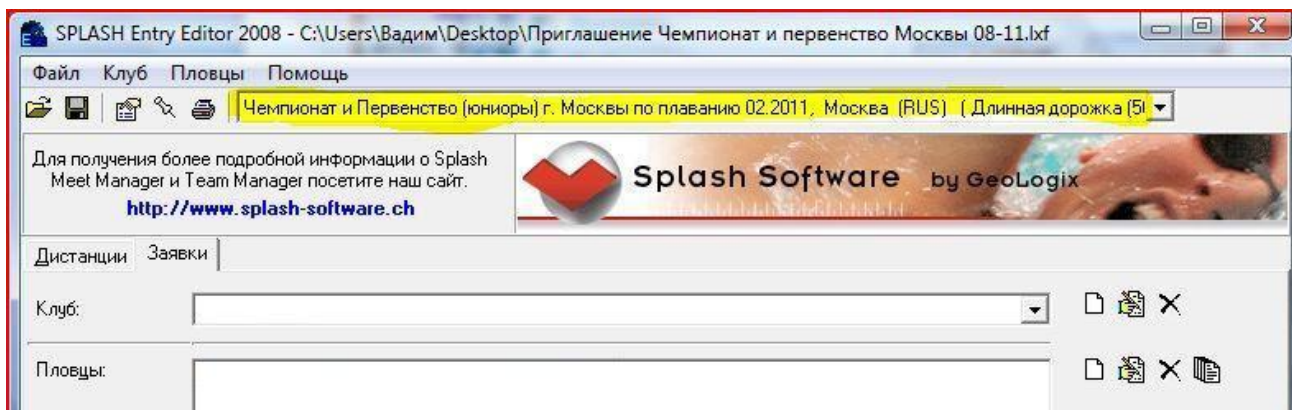 SPLASH Entry Editor 2008 - C:\Users\Вадим\Desktop\Приглашение Чемпионат и первенство Москвы 08-11.lxf
Файл Клуб Пловцы Помощь
Чемпионат и Первенство (юниоры) г. Москвы по плаванию 02.2011, Москва (RUS) ( Длинная дорожка (5
Для получения более подробной информации о Splash
Meet Manager и Team Manager посетите наш сайт.
http://www.splash-software.ch
Splash Software by GeoLogix
Дистанции Заявки
Клуб:
Пловцы: